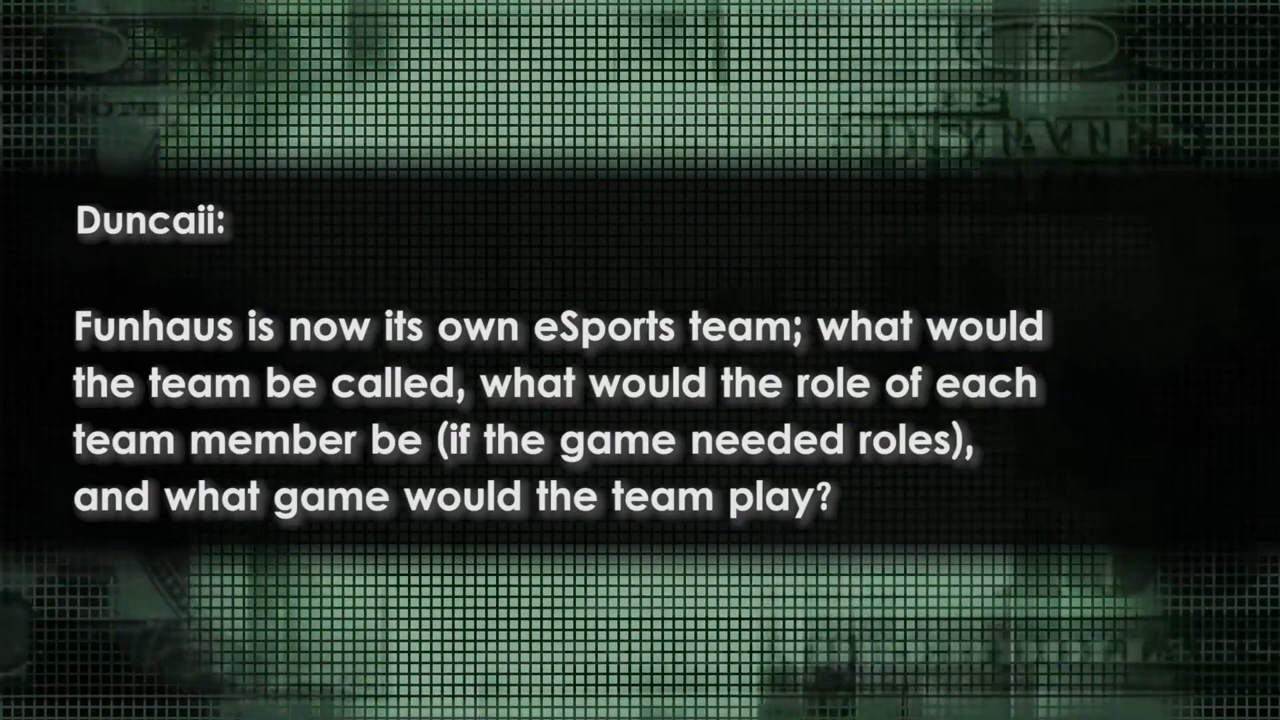 Duncaii:
Funhaus is now its own eSports team; what would
the team be called, what would the role of each
team member be (if the game needed roles),
and what game would the team play?